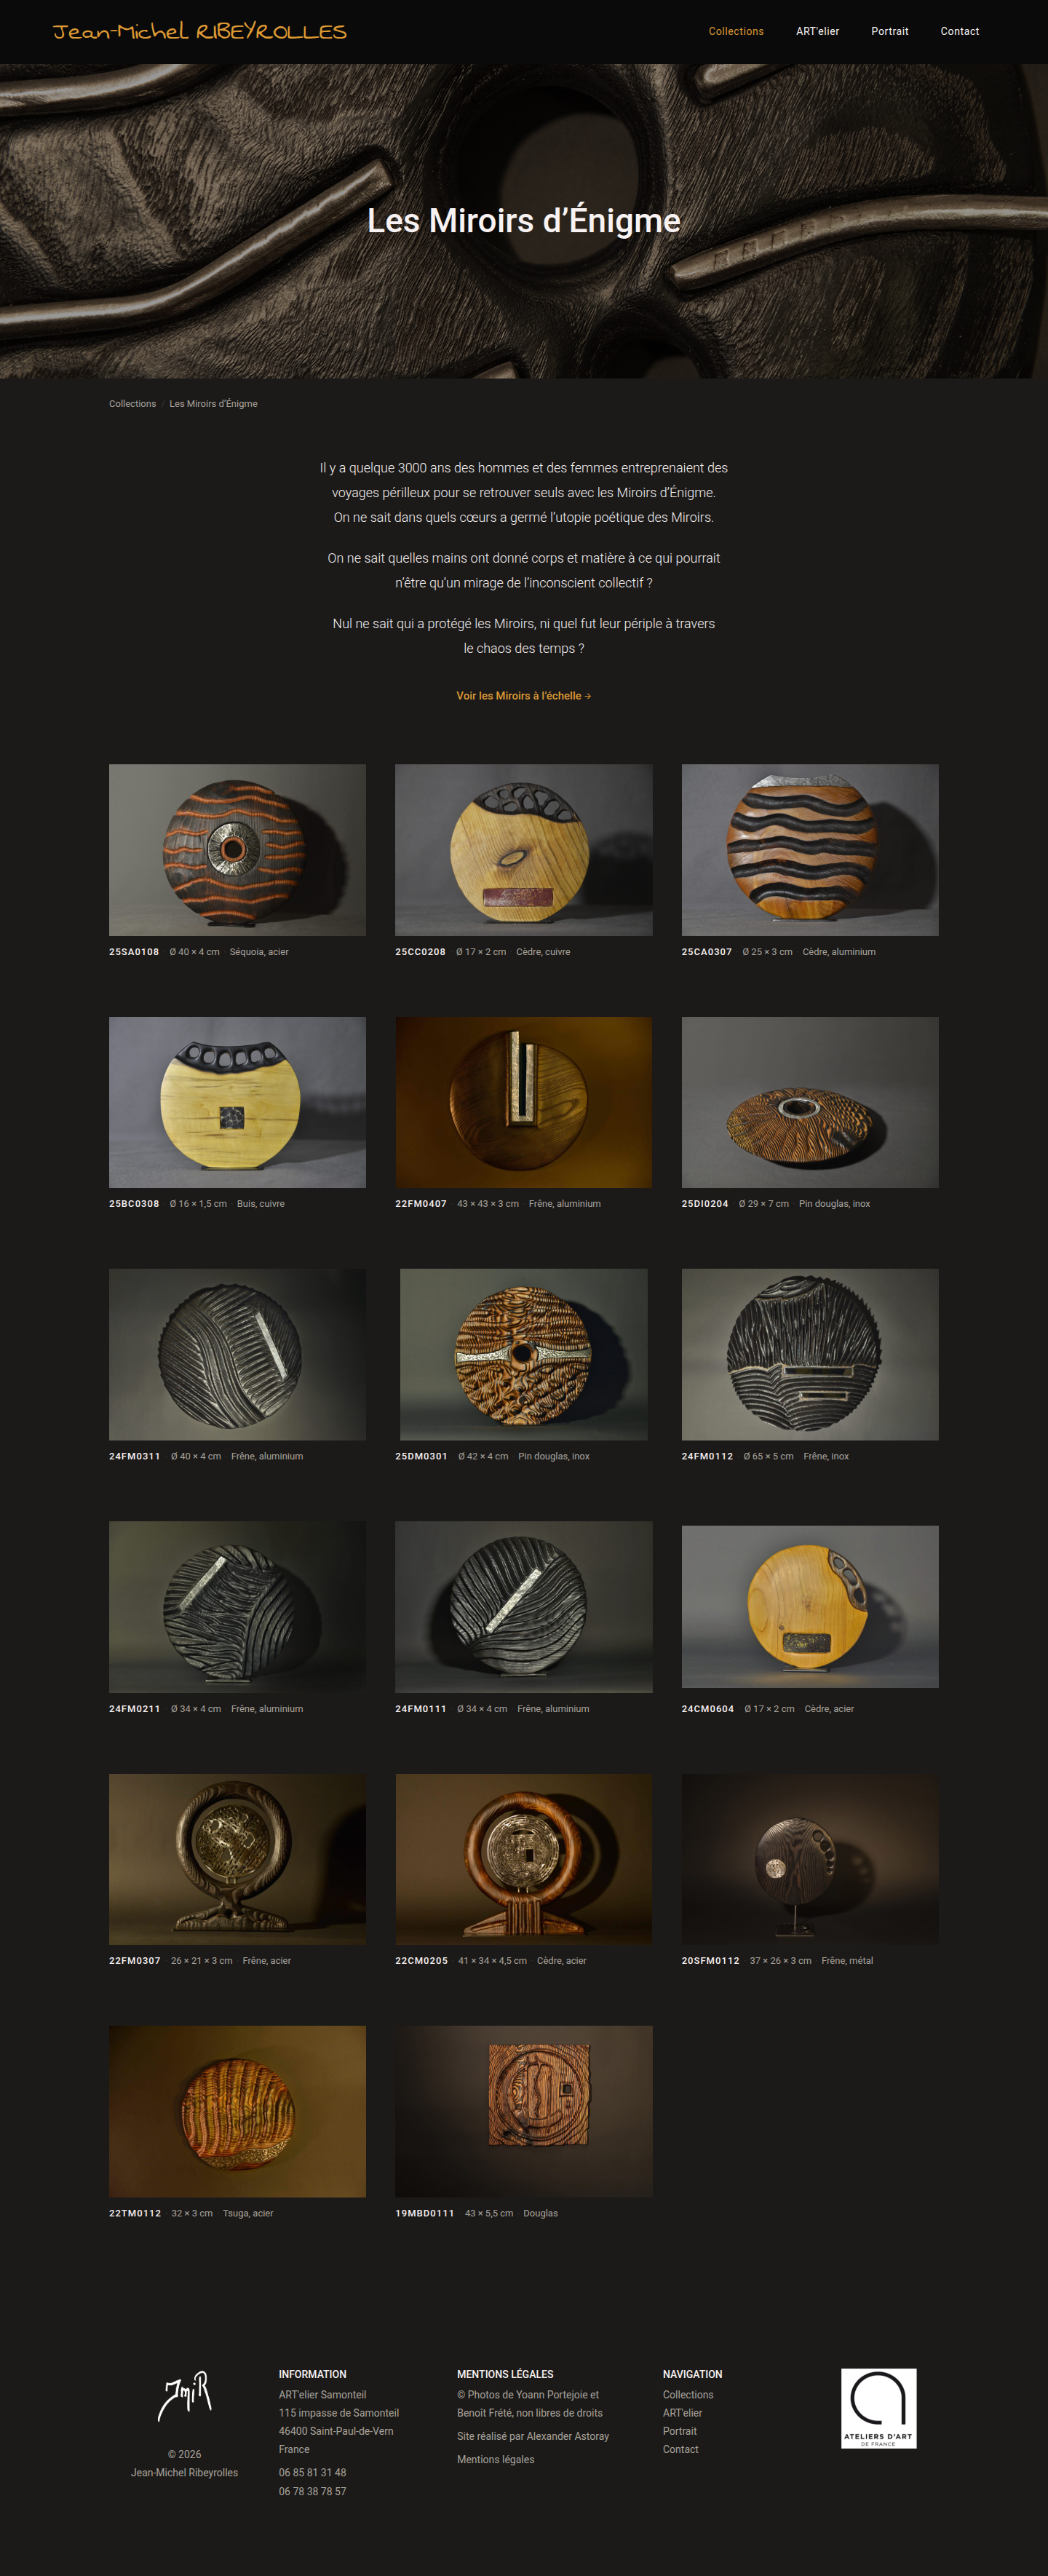 Jean-Michel RIBEYROLLES
Collections ART'elier Portrait Contact
Les Miroirs d’Énigme
Collections / Les Miroirs d’Énigme
Il y a quelque 3000 ans des hommes et des femmes entreprenaient des
voyages périlleux pour se retrouver seuls avec les Miroirs d’Énigme.
On ne sait dans quels cœurs a germé l’utopie poétique des Miroirs.
On ne sait quelles mains ont donné corps et matière à ce qui pourrait
n’être qu’un mirage de l’inconscient collectif ?
Nul ne sait qui a protégé les Miroirs, ni quel fut leur périple à travers
le chaos des temps ?
Voir les Miroirs à l’échelle →
25SA0108 Ø 40 × 4 cm Séquoia, acier
25CC0208 Ø 17 × 2 cm Cèdre, cuivre
25CA0307 Ø 25 × 3 cm Cèdre, aluminium
25BC0308 Ø 16 × 1,5 cm Buis, cuivre
22FM0407 43 × 43 × 3 cm Frêne, aluminium
25DI0204 Ø 29 × 7 cm Pin douglas, inox
24FM0311 Ø 40 × 4 cm Frêne, aluminium
25DM0301 Ø 42 × 4 cm Pin douglas, inox
24FM0112 Ø 65 × 5 cm Frêne, inox
24FM0211 Ø 34 × 4 cm Frêne, aluminium
24FM0111 Ø 34 × 4 cm Frêne, aluminium
24CM0604 Ø 17 × 2 cm Cèdre, acier
22FM0307 26 × 21 × 3 cm Frêne, acier
22CM0205 41 × 34 × 4,5 cm Cèdre, acier
20SFM0112 37 × 26 × 3 cm Frêne, métal
22TM0112 32 × 3 cm Tsuga, acier
19MBD0111 43 × 5,5 cm Douglas
JmiR
© 2026
Jean-Michel Ribeyrolles
INFORMATION
ART'elier Samonteil
115 impasse de Samonteil
46400 Saint-Paul-de-Vern
France
06 85 81 31 48
06 78 38 78 57
MENTIONS LÉGALES
© Photos de Yoann Portejoie et
Benoît Frété, non libres de droits
Site réalisé par Alexander Astoray
Mentions légales
NAVIGATION
Collections
ART'elier
Portrait
Contact
ATELIERS D'ART
DE FRANCE